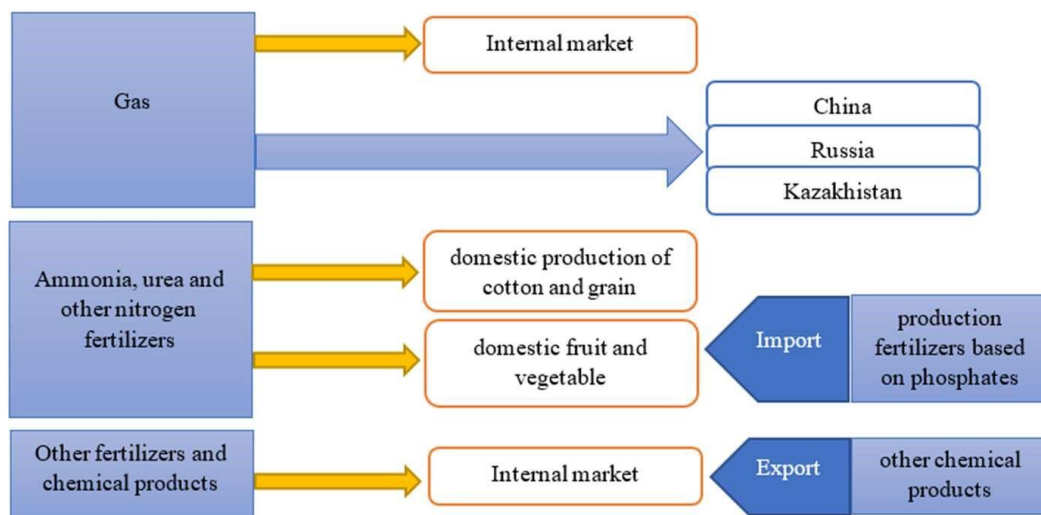 Gas
Internal market
China
Russia
Kazakhistan
Ammonia, urea and
other nitrogen
fertilizers
domestic production of
cotton and grain
domestic fruit and
vegetable
Import
production
fertilizers based
on phosphates
Other fertilizers and
chemical products
Internal market
Export
other chemical
products